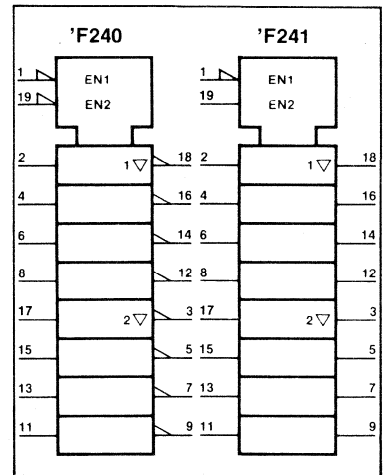 'F240 'F241
1 EN1 1 EN1
19 EN2 19 EN2
2 1 ▽ 18 2 1 ▽ 18
4 16 4 16
6 14 6 14
8 12 8 12
17 2 ▽ 3 17 2 ▽ 3
15 5 15 5
13 7 13 7
11 9 11 9